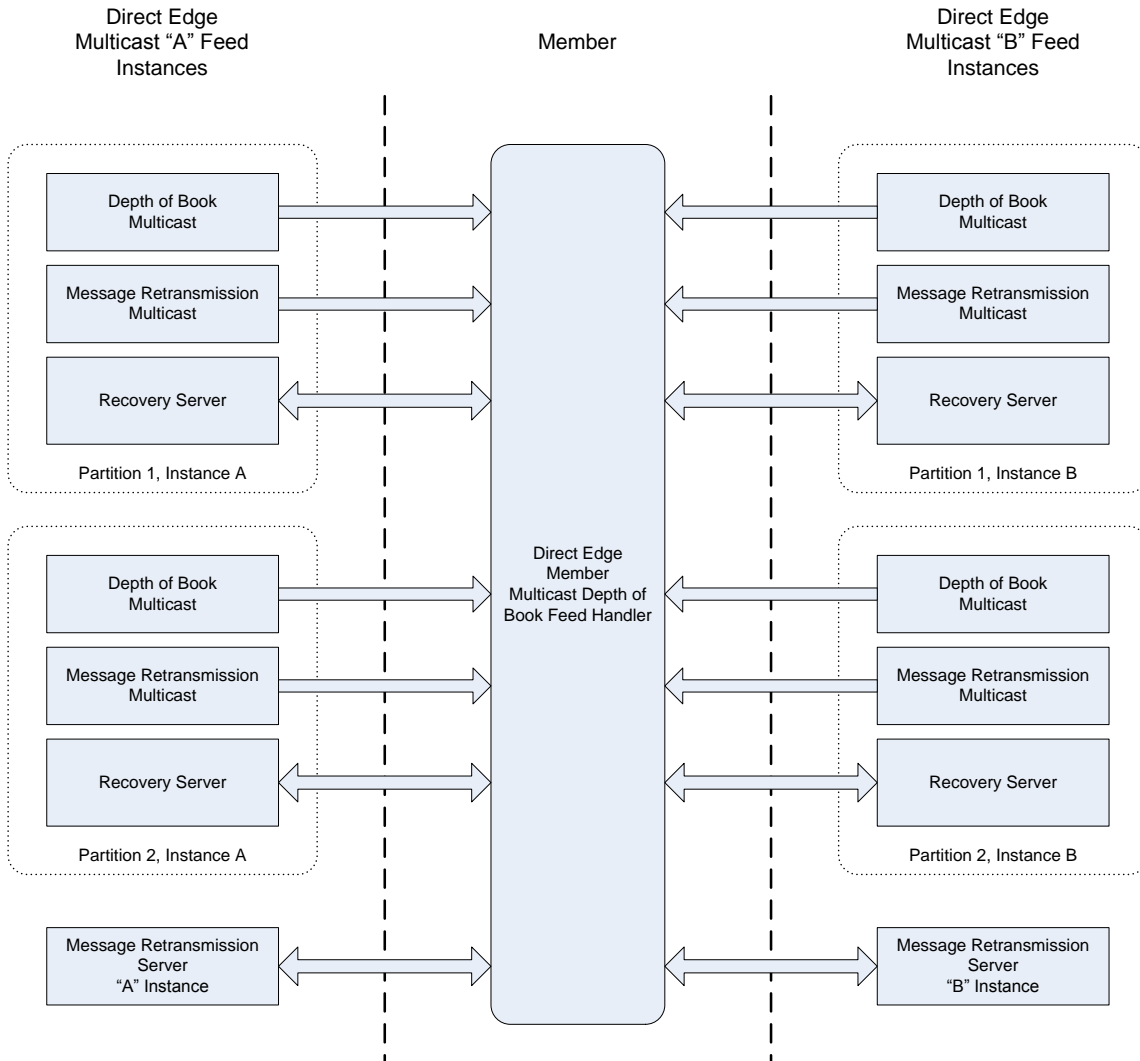 Direct Edge
Multicast “A” Feed
Instances
Member
Direct Edge
Multicast “B” Feed
Instances
Depth of Book
Multicast
Message Retransmission
Multicast
Recovery Server
Partition 1, Instance A
Depth of Book
Multicast
Message Retransmission
Multicast
Recovery Server
Partition 2, Instance A
Message Retransmission
Server
“A” Instance
Direct Edge
Member
Multicast Depth of
Book Feed Handler
Depth of Book
Multicast
Message Retransmission
Multicast
Recovery Server
Partition 1, Instance B
Depth of Book
Multicast
Message Retransmission
Multicast
Recovery Server
Partition 2, Instance B
Message Retransmission
Server
“B” Instance